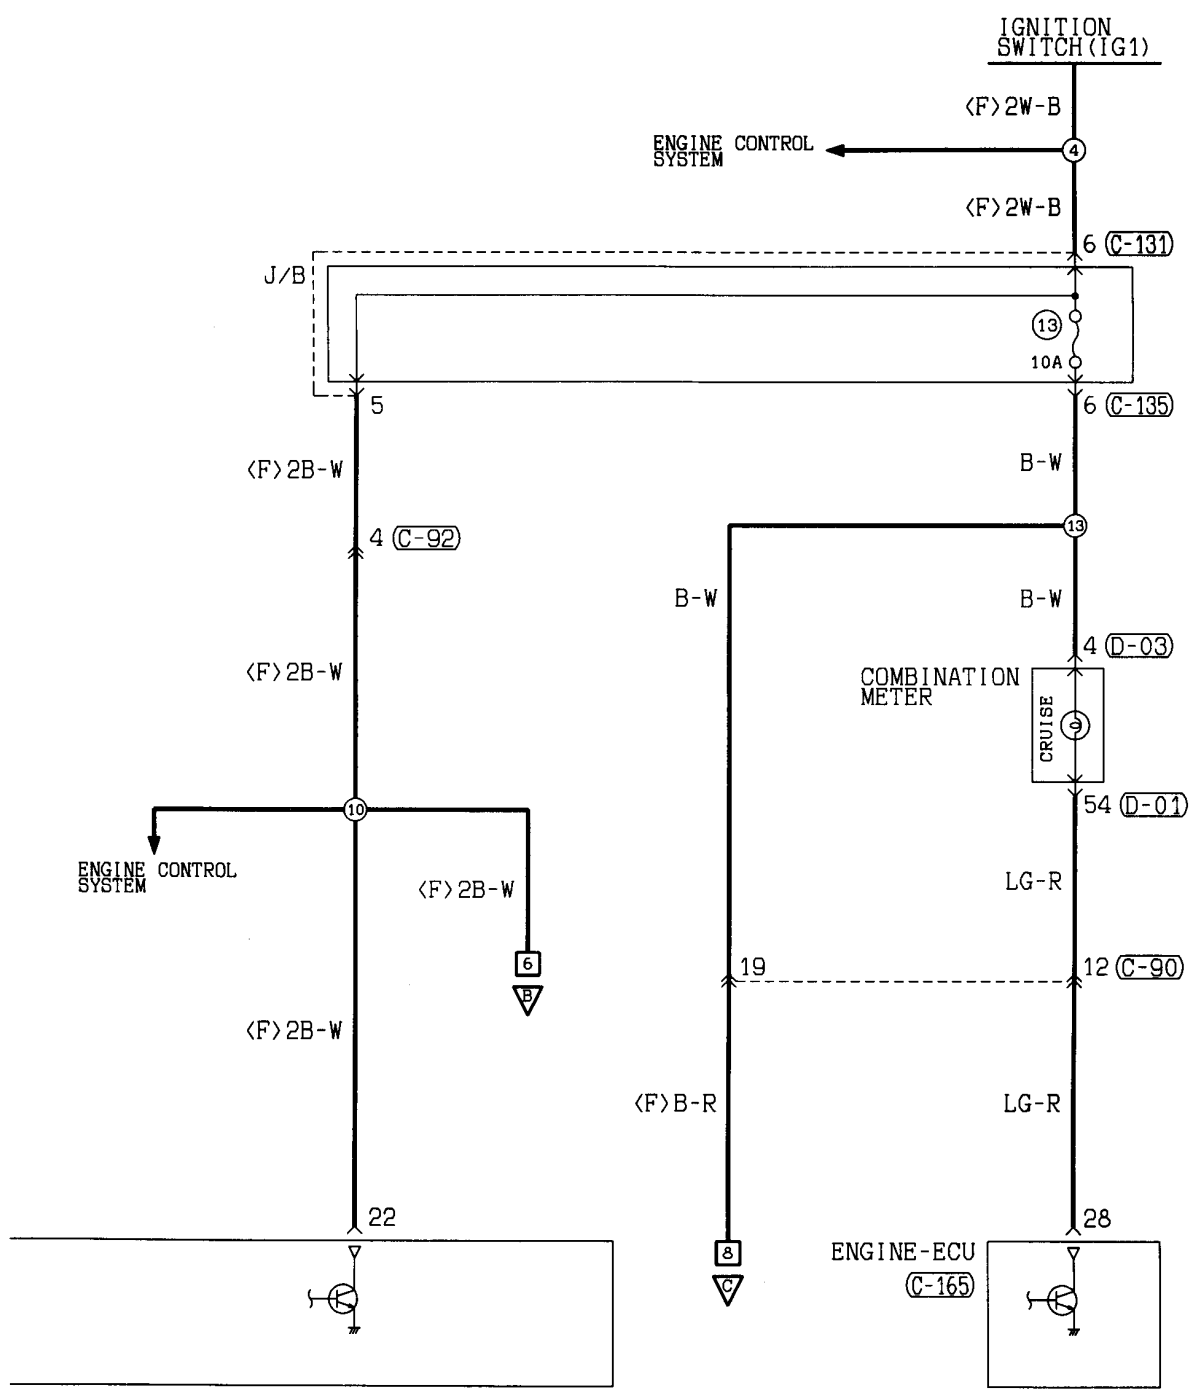 IGNITION
SWITCH(IG1)
<F>2W-B
ENGINE CONTROL
SYSTEM
4
<F>2W-B
6 C-131
J/B
13
10A
5
6 C-135
<F>2B-W
B-W
4 C-92
13
B-W
B-W
4 D-03
<F>2B-W
COMBINATION
METER
CRUISE
10
54 D-01
ENGINE CONTROL
SYSTEM
<F>2B-W
LG-R
6
B
19
12 C-90
<F>2B-W
<F>B-R
LG-R
22
28
8
C
ENGINE-ECU
C-165